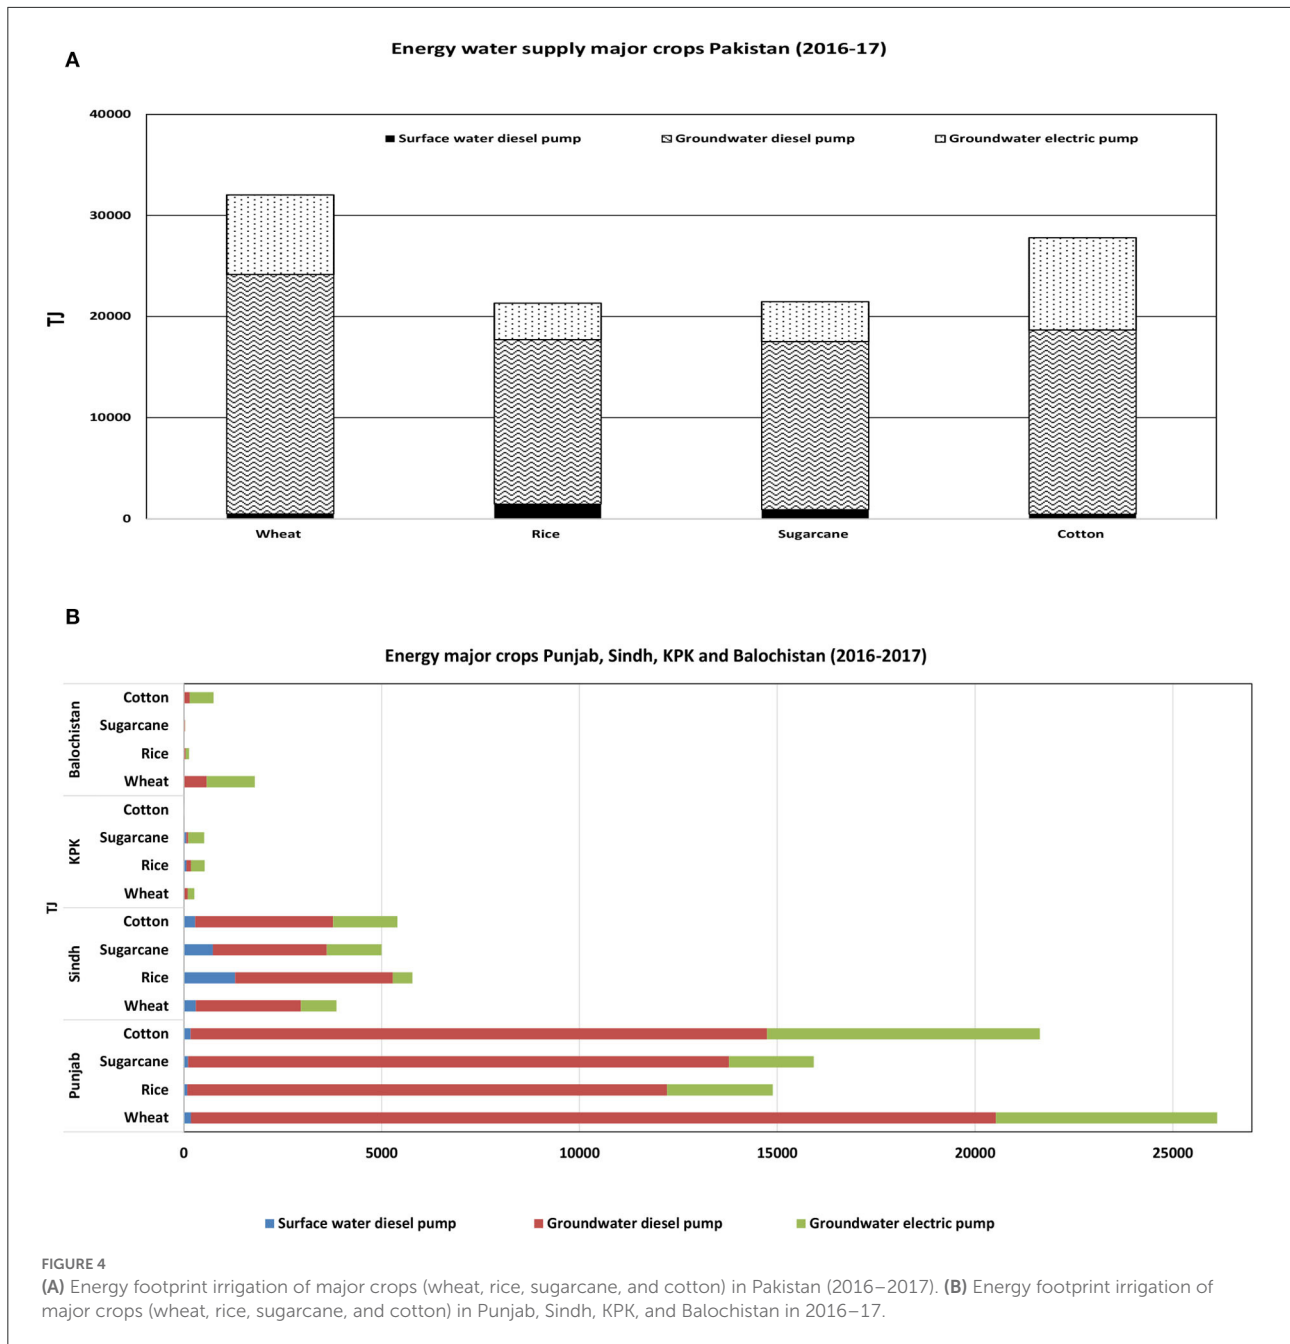 A
Energy water supply major crops Pakistan (2016-17)
40000
30000
20000
10000
0
TJ
Surface water diesel pump
Groundwater diesel pump
Groundwater electric pump
Wheat
Rice
Sugarcane
Cotton
B
Energy major crops Punjab, Sindh, KPK and Balochistan (2016-2017)
TJ
Balochistan
Cotton
Sugarcane
Rice
Wheat
KPK
Cotton
Sugarcane
Rice
Wheat
Sindh
Cotton
Sugarcane
Rice
Wheat
Punjab
Cotton
Sugarcane
Rice
Wheat
0 5000 10000 15000 20000 25000
Surface water diesel pump
Groundwater diesel pump
Groundwater electric pump
FIGURE 4
(A) Energy footprint irrigation of major crops (wheat, rice, sugarcane, and cotton) in Pakistan (2016–2017). (B) Energy footprint irrigation of
major crops (wheat, rice, sugarcane, and cotton) in Punjab, Sindh, KPK, and Balochistan in 2016–17.